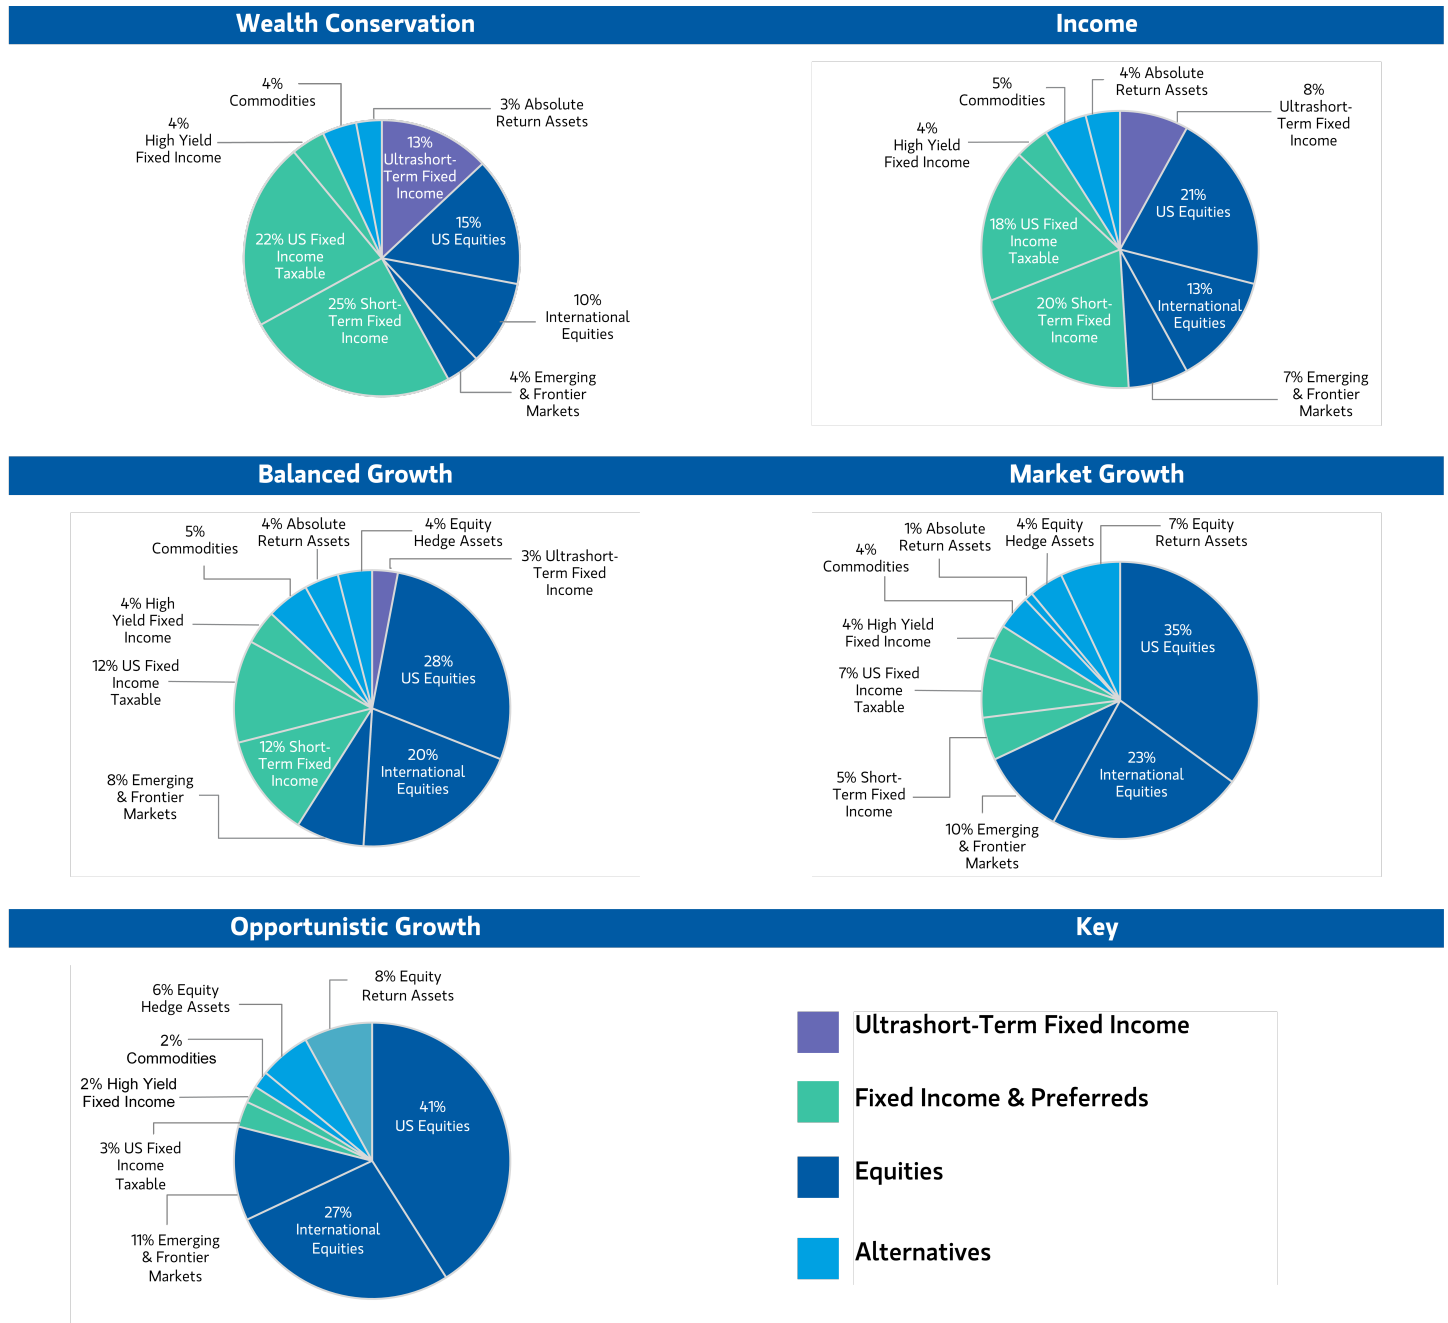 Wealth Conservation
4%
Commodities
3% Absolute
Return Assets
4%
High Yield
Fixed Income
13%
Ultrashort-
Term Fixed
Income
15%
US Equities
22% US Fixed
Income
Taxable
25% Short-
Term Fixed
Income
10%
International
Equities
4% Emerging
& Frontier
Markets
Income
5%
Commodities
4% Absolute
Return Assets
8%
Ultrashort-
Term Fixed
Income
4%
High Yield
Fixed Income
21%
US Equities
18% US Fixed
Income
Taxable
13%
International
Equities
20% Short-
Term Fixed
Income
7% Emerging
& Frontier
Markets
Balanced Growth
5%
Commodities
4% Absolute
Return Assets
4% Equity
Hedge Assets
3% Ultrashort-
Term Fixed
Income
4% High
Yield Fixed
Income
12% US Fixed
Income
Taxable
28%
US Equities
12% Short-
Term Fixed
Income
20%
International
Equities
8% Emerging
& Frontier
Markets
Market Growth
4%
Commodities
1% Absolute
Return Assets
4% Equity
Hedge Assets
7% Equity
Return Assets
4% High Yield
Fixed Income
35%
US Equities
7% US Fixed
Income
Taxable
23%
International
Equities
5% Short-
Term Fixed
Income
10% Emerging
& Frontier
Markets
Opportunistic Growth
8% Equity
Return Assets
6% Equity
Hedge Assets
2%
Commodities
2% High Yield
Fixed Income
41%
US Equities
3% US Fixed
Income
Taxable
27%
International
Equities
11% Emerging
& Frontier
Markets
Key
Ultrashort-Term Fixed Income
Fixed Income & Preferreds
Equities
Alternatives